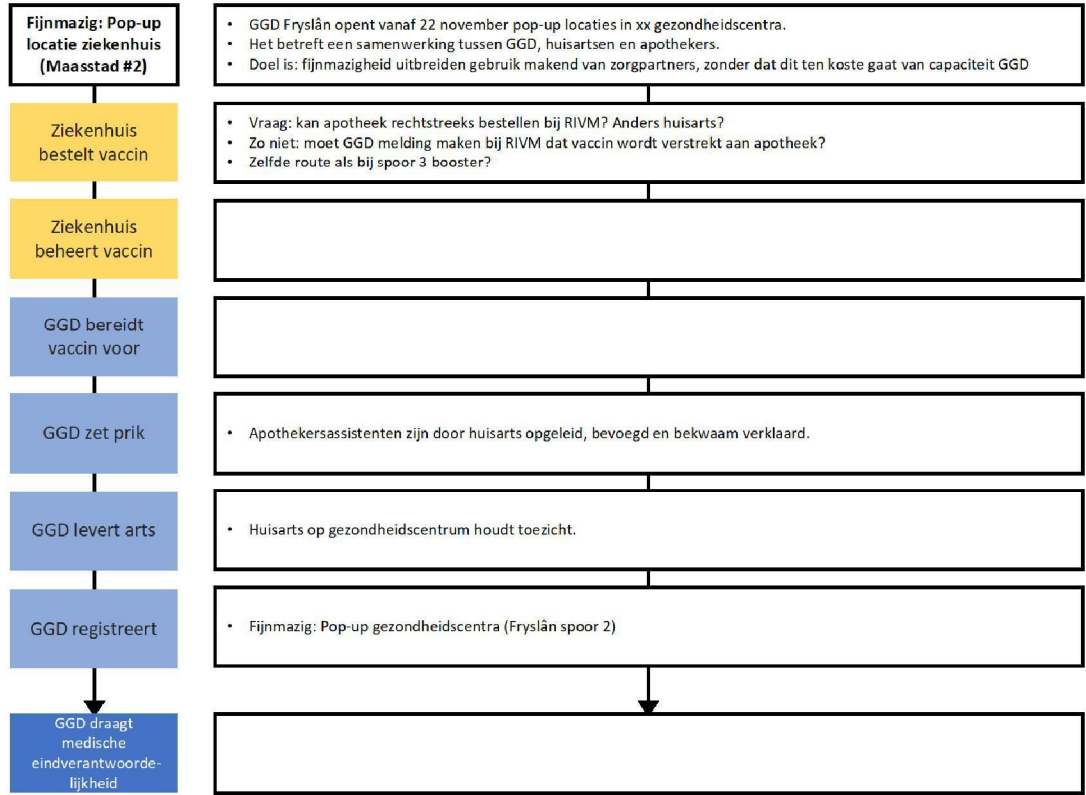 Fijnmazig: Pop-up
locatie ziekenhuis
(Maasstad #2)
• GGD Fryslân opent vanaf 22 november pop-up locaties in xx gezondheidscentra.
• Het betreft een samenwerking tussen GGD, huisartsen en apothekers.
• Doel is: fijnmazigheid uitbreiden gebruik makend van zorgpartners, zonder dat dit ten koste gaat van capaciteit GGD
Ziekenhuis
bestelt vaccin
• Vraag: kan apotheek rechtstreeks bestellen bij RIVM? Anders huisarts?
• Zo niet: moet GGD melding maken bij RIVM dat vaccin wordt verstrekt aan apotheek?
• Zelfde route als bij spoor 3 booster?
Ziekenhuis
beheert vaccin
GGD bereidt
vaccin voor
GGD zet prik
• Apothekersassistenten zijn door huisarts opgeleid, bevoegd en bekwaam verklaard.
GGD levert arts
• Huisarts op gezondheidscentrum houdt toezicht.
GGD registreert
• Fijnmazig: Pop-up gezondheidscentra (Fryslân spoor 2)
GGD draagt
medische
eindverantwoorde-
lijkheid